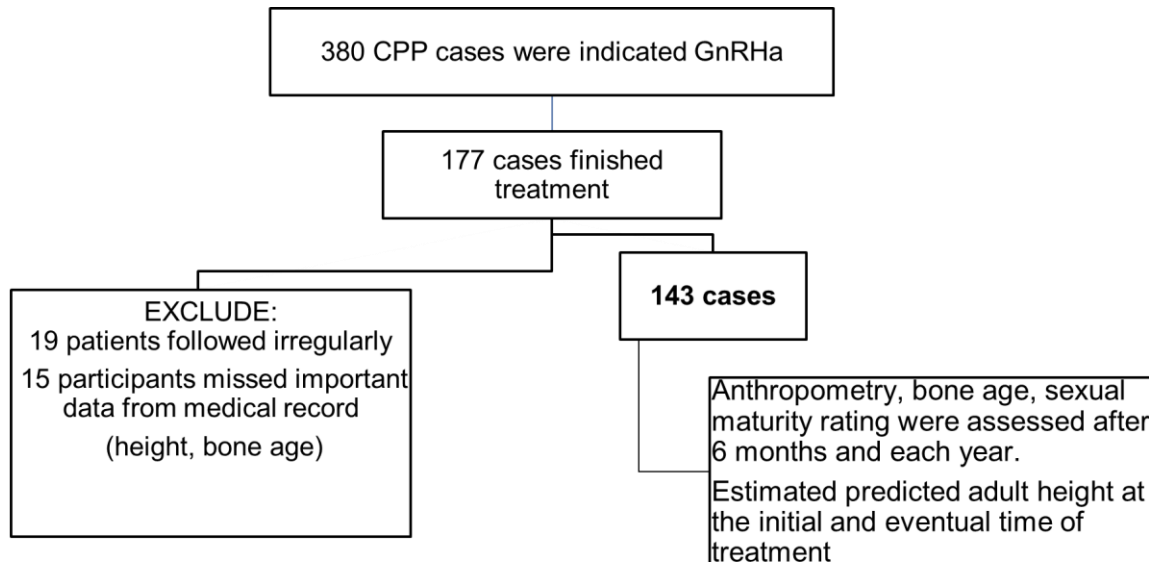 380 CPP cases were indicated GnRHa
177 cases finished
treatment
EXCLUDE:
19 patients followed irregularly
15 participants missed important
data from medical record
(height, bone age)
143 cases
Anthropometry, bone age, sexual
maturity rating were assessed after
6 months and each year.
Estimated predicted adult height at
the initial and eventual time of
treatment